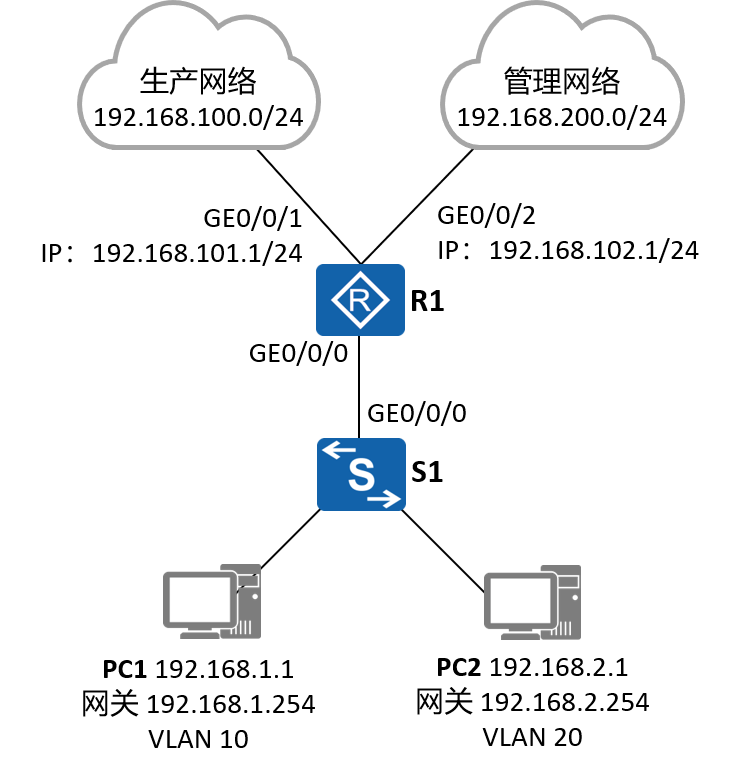 生产网络
192.168.100.0/24
管理网络
192.168.200.0/24
GE0/0/1
IP：192.168.101.1/24
GE0/0/2
IP：192.168.102.1/24
R
R1
GE0/0/0
GE0/0/0
S
S1
PC1 192.168.1.1
网关 192.168.1.254
VLAN 10
PC2 192.168.2.1
网关 192.168.2.254
VLAN 20